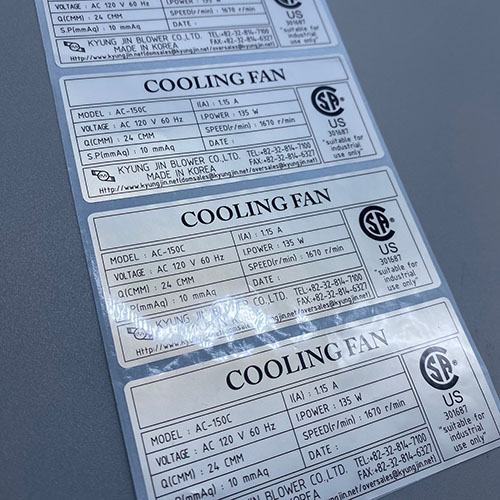 VOLTAGE : AC 120 V 60 Hz
Q(CMM) : 24 CMM
S.P(mmAq) : 10 mmAq
I.POWER : 135 W
SPEED(r/min) : 1670 r/min
DATE :
KYUNG JIN BLOWER CO.,LTD.
MADE IN KOREA
TEL:+82-32-814-7100
FAX:+82-32-814-6327
Http://www.kyungjin.net(domsales@kyungjin.net/oversales@kyungjin.net)
US
301687
"suitable for
industrial
use only"
COOLING FAN
MODEL : AC-150C
I(A) : 1.15 A
VOLTAGE : AC 120 V 60 Hz
I.POWER : 135 W
Q(CMM) : 24 CMM
SPEED(r/min) : 1670 r/min
S.P(mmAq) : 10 mmAq
DATE :
KYUNG JIN BLOWER CO.,LTD.
MADE IN KOREA
TEL:+82-32-814-7100
FAX:+82-32-814-6327
Http://www.kyungjin.net(domsales@kyungjin.net/oversales@kyungjin.net)
US
301687
"suitable for
industrial
use only"
COOLING FAN
MODEL : AC-150C
I(A) : 1.15 A
VOLTAGE : AC 120 V 60 Hz
I.POWER : 135 W
Q(CMM) : 24 CMM
SPEED(r/min) : 1670 r/min
S.P(mmAq) : 10 mmAq
DATE :
KYUNG JIN BLOWER CO.,LTD.
TEL:+82-32-814-7100
FAX:+82-32-814-6327
US
301687
"suitable for
industrial
use only"
COOLING FAN
MODEL : AC-150C
I(A) : 1.15 A
VOLTAGE : AC 120 V 60 Hz
I.POWER : 135 W
Q(CMM) : 24 CMM
SPEED(r/min) : 1670 r/min
S.P(mmAq) : 10 mmAq
DATE :
KYUNG JIN BLOWER CO.,LTD.
TEL:+82-32-814-7100
FAX:+82-32-814-6327
US
301687
"suitable for
industrial
use only"